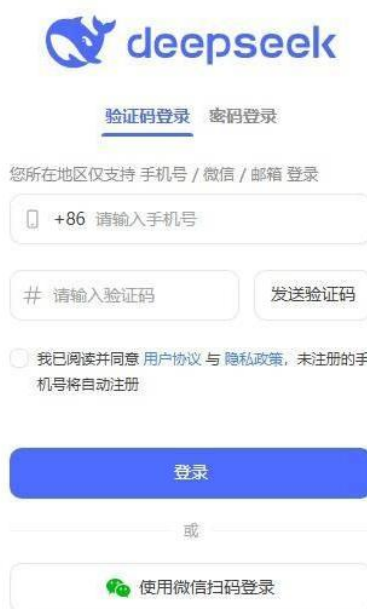 deepseek
验证码登录 密码登录
您所在地区仅支持 手机号 / 微信 / 邮箱 登录
+86 请输入手机号
# 请输入验证码 发送验证码
我已阅读并同意 用户协议 与 隐私政策，未注册的手
机号将自动注册
登录
或
使用微信扫码登录